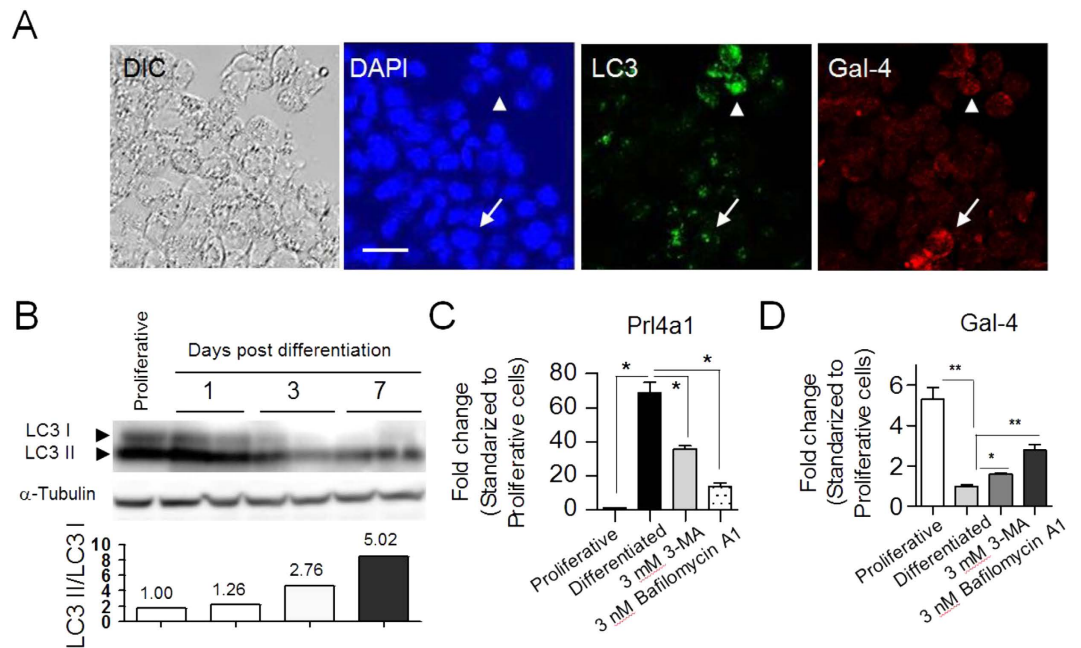 A
DIC
DAPI
LC3
Gal-4
B
Proliferative
Days post differentiation
1
3
7
LC3 I
LC3 II
α-Tubulin
LC3 II/LC3 I
10
8
6
4
2
0
1.00
1.26
2.76
5.02
C
Prl4a1
Fold change
(Standarized to
Proliferative cells)
80
60
40
20
0
*
*
*
Proliferative
Differentiated
3 mM 3-MA
3 nM Bafilomycin A1
D
Gal-4
Fold change
(Standarized to
Proliferative cells)
6
4
2
0
**
**
*
Proliferative
Differentiated
3 mM 3-MA
3 nM Bafilomycin A1